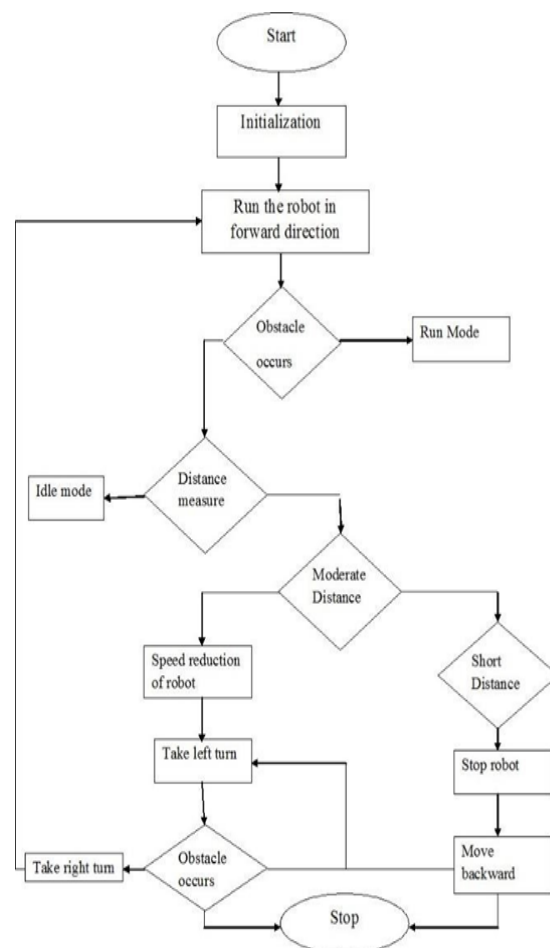 Start
Initialization
Run the robot in
forward direction
Obstacle
occurs
Run Mode
Distance
measure
Idle mode
Moderate
Distance
Speed reduction
of robot
Short
Distance
Take left turn
Stop robot
Obstacle
occurs
Take right turn
Move
backward
Stop